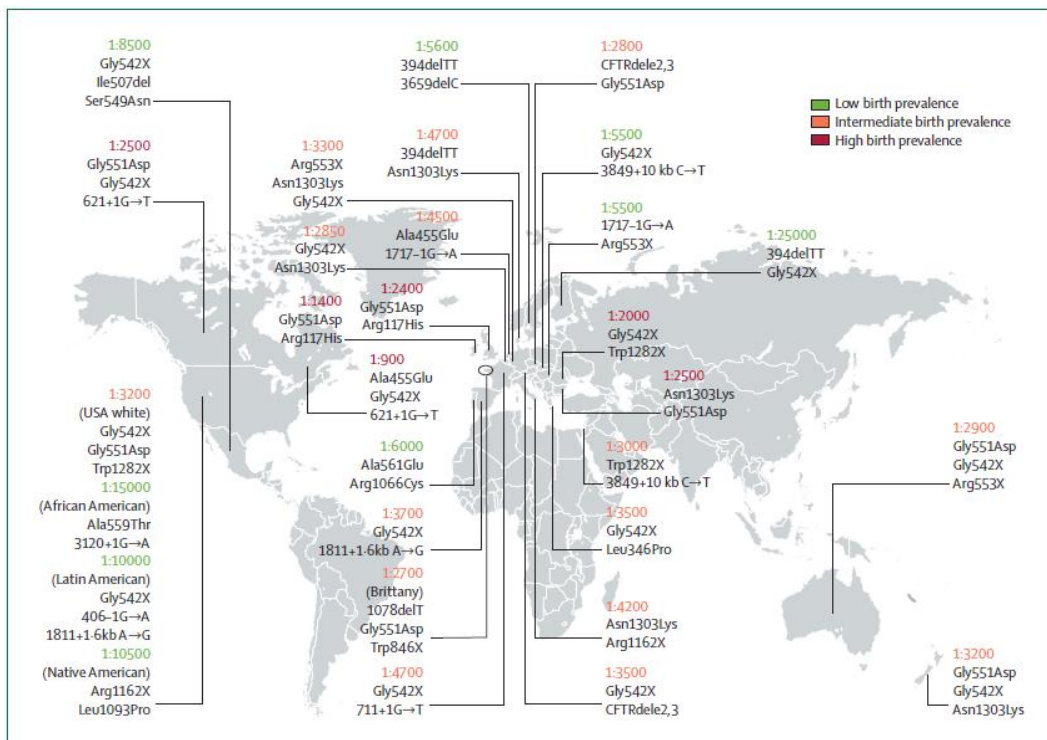 1:8500
Gly542X
Ile507del
Ser549Asn
1:5600
394delTT
3659delC
1:2800
CFTRdele2,3
Gly551Asp
Low birth prevalence
Intermediate birth prevalence
High birth prevalence
1:2500
Gly551Asp
Gly542X
621+1G→T
1:3300
Arg553X
Asn1303Lys
Gly542X
1:4700
394delTT
Asn1303Lys
1:5500
Gly542X
3849+10 kb C→T
1:2850
Gly542X
Asn1303Lys
1:4500
Ala455Glu
1717–1G→A
1:5500
1717–1G→A
Arg553X
1:25000
394delTT
Gly542X
1:1400
Gly551Asp
Arg117His
1:2400
Gly551Asp
Arg117His
1:2000
Gly542X
Trp1282X
1:900
Ala455Glu
Gly542X
621+1G→T
1:2500
Asn1303Lys
Gly551Asp
1:3200
(USA white)
Gly542X
Gly551Asp
Trp1282X
1:15000
(African American)
Ala559Thr
3120+1G→A
1:10000
(Latin American)
Gly542X
406–1G→A
1811+1·6kb A→G
1:10500
(Native American)
Arg1162X
Leu1093Pro
1:6000
Ala561Glu
Arg1066Cys
1:3700
Gly542X
1811+1·6kb A→G
1:2700
(Brittany)
1078delT
Gly551Asp
Trp846X
1:4700
Gly542X
711+1G→T
1:3000
Trp1282X
3849+10 kb C→T
1:3500
Gly542X
Leu346Pro
1:4200
Asn1303Lys
Arg1162X
1:3500
Gly542X
CFTRdele2,3
1:2900
Gly551Asp
Gly542X
Arg553X
1:3200
Gly551Asp
Gly542X
Asn1303Lys